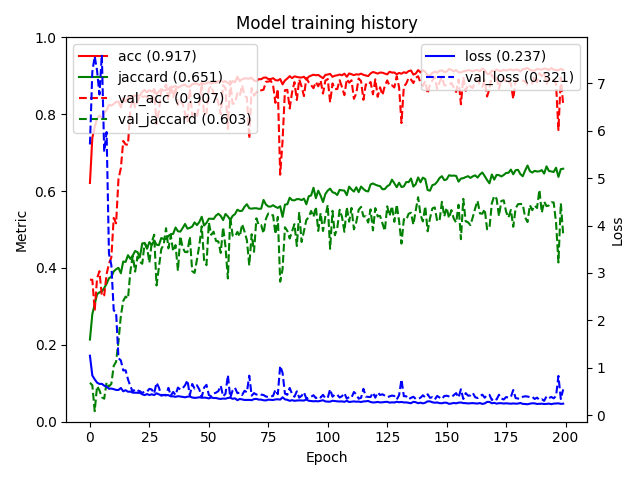 Model training history
acc (0.917)
jaccard (0.651)
val_acc (0.907)
val_jaccard (0.603)
loss (0.237)
val_loss (0.321)
Metric
1.0
0.8
0.6
0.4
0.2
0.0
7
6
5
4
3
2
1
0
Loss
0 25 50 75 100 125 150 175 200
Epoch